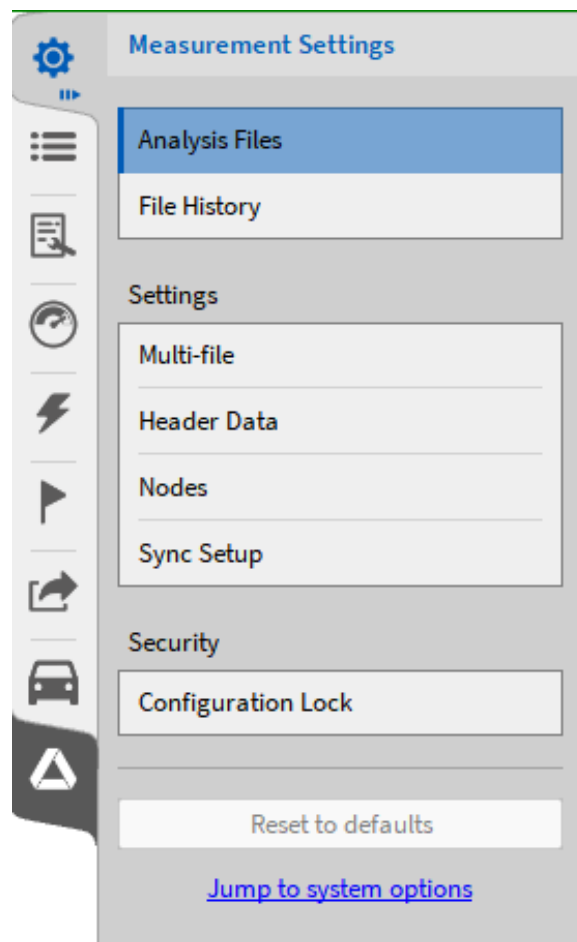 Measurement Settings
Analysis Files
File History
Settings
Multi-file
Header Data
Nodes
Sync Setup
Security
Configuration Lock
Reset to defaults
Jump to system options